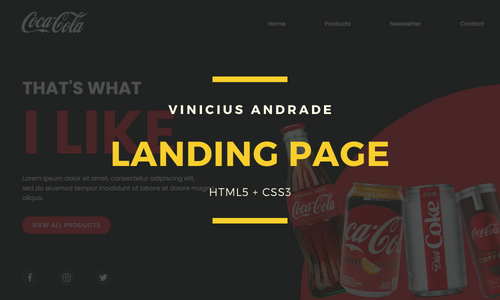 Coca-Cola
Home Products Newsletter Contact
THAT'S WHAT
I LIKE
VINICIUS ANDRADE
LANDING PAGE
HTML5 + CSS3
Lorem ipsum dolor sit amet, consectetur adipiscing elit,
sed do eiusmod tempor incididunt ut labore et dolore magna
aliqua.
VIEW ALL PRODUCTS
Coca-Cola
Coca-Cola
Diet Coke